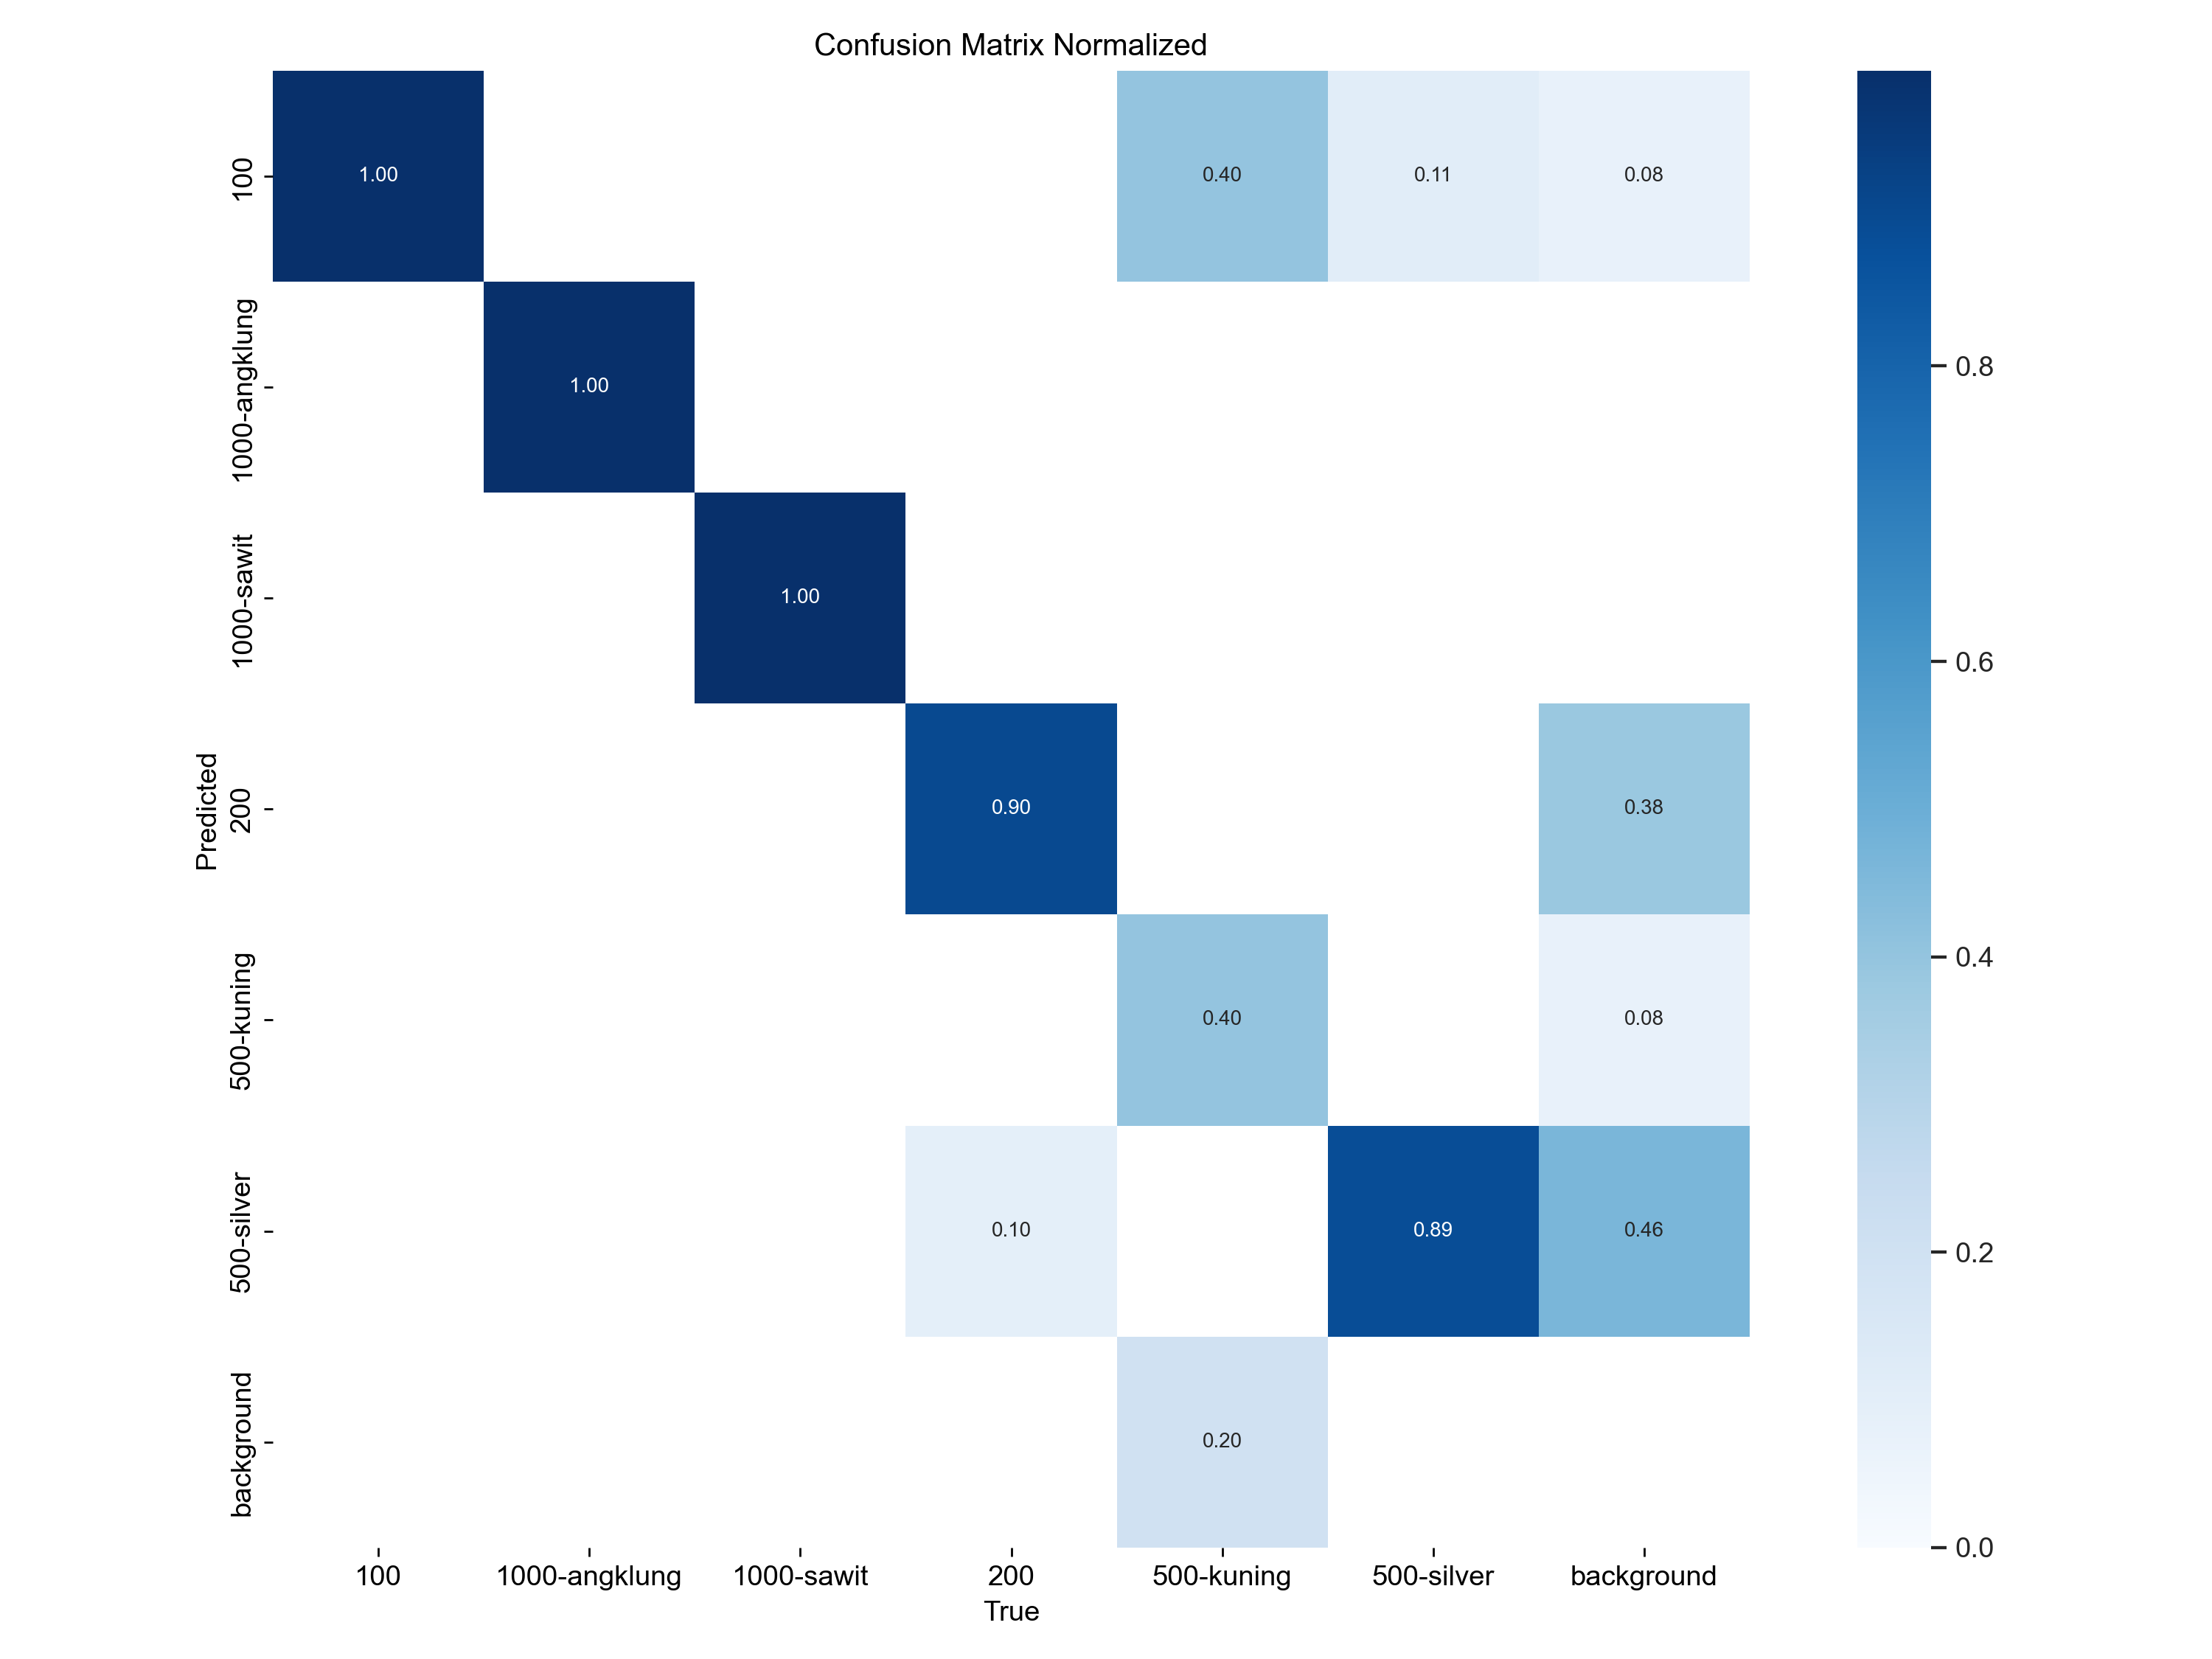 Confusion Matrix Normalized
100
1.00
0.40
0.11
0.08
1000-angklung
1.00
0.8
1000-sawit
1.00
0.6
Predicted
200
0.90
0.38
0.4
500-kuning
0.40
0.08
500-silver
0.10
0.89
0.46
0.2
background
0.20
0.0
100
1000-angklung
1000-sawit
200
500-kuning
500-silver
background
True